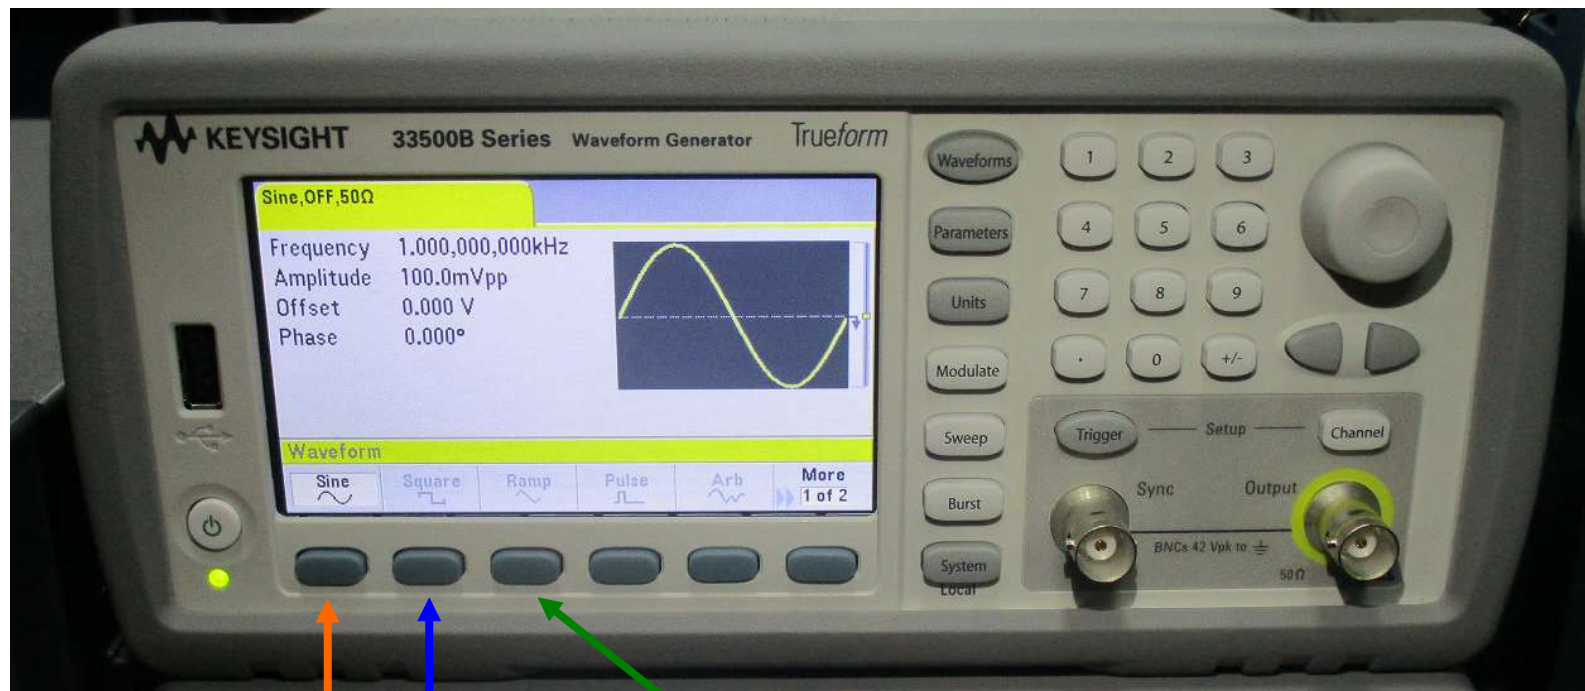 KEYSIGHT 33500B Series Waveform Generator Trueform
Sine,OFF,50Ω
Frequency 1.000,000,000kHz
Amplitude 100.0mVpp
Offset 0.000 V
Phase 0.000°
Waveform
Sine Square Ramp Pulse Arb More
1 of 2
Waveforms
Parameters
Units
Modulate
Sweep
Burst
System
Local
1 2 3
4 5 6
7 8 9
. 0 +/-
Trigger Setup Channel
Sync Output
BNCs 42 Vpk to
50Ω